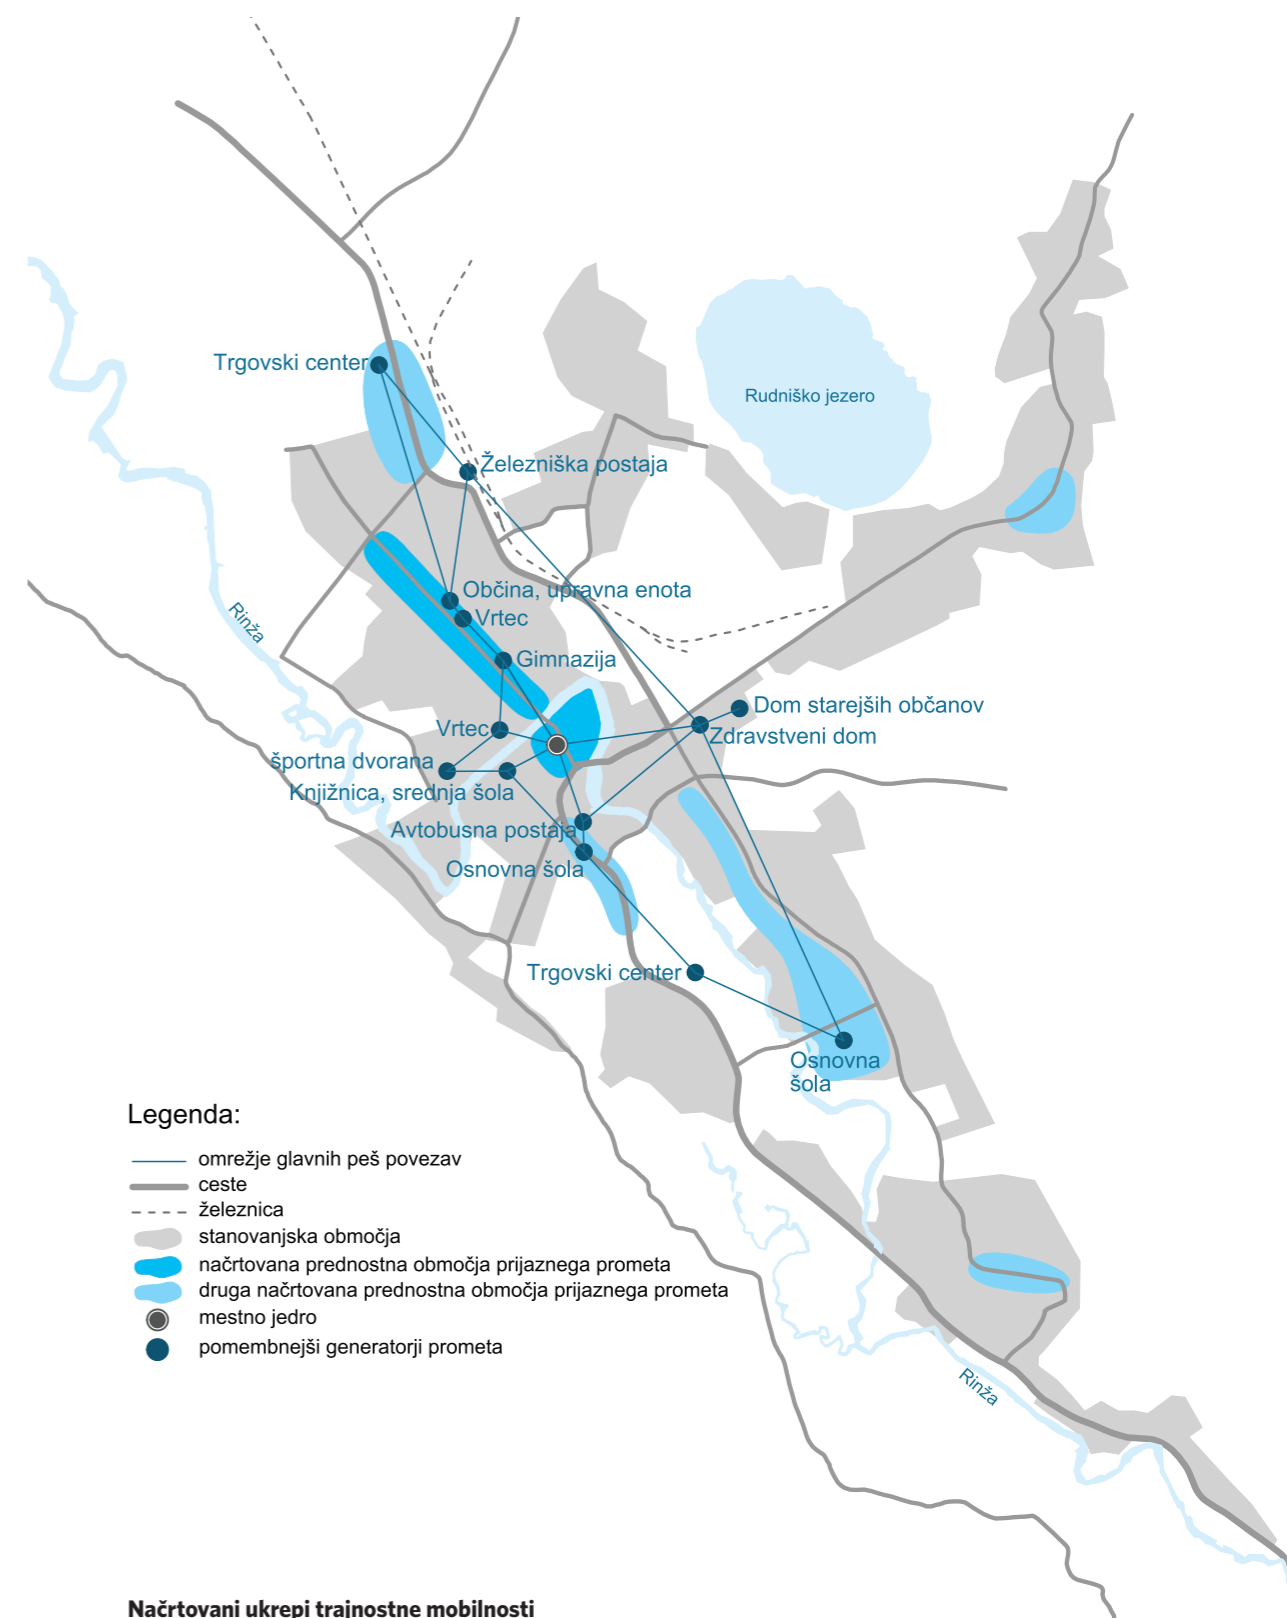 Trgovski center
Rudniško jezero
Železniška postaja
Občina, upravna enota
Rinža
Vrtec
Gimnazija
Dom starejših občanov
Vrtec
Zdravstveni dom
športna dvorana
Knjižnica, srednja šola
Avtobusna postaja
Osnovna šola
Trgovski center
Osnovna
šola
Legenda:
omrežje glavnih peš povezav
ceste
železnica
stanovanjska območja
načrtovana prednostna območja prijaznega prometa
druga načrtovana prednostna območja prijaznega prometa
mestno jedro
pomembnejši generatorji prometa
Rinža
Načrtovani ukrepi trajnostne mobilnosti